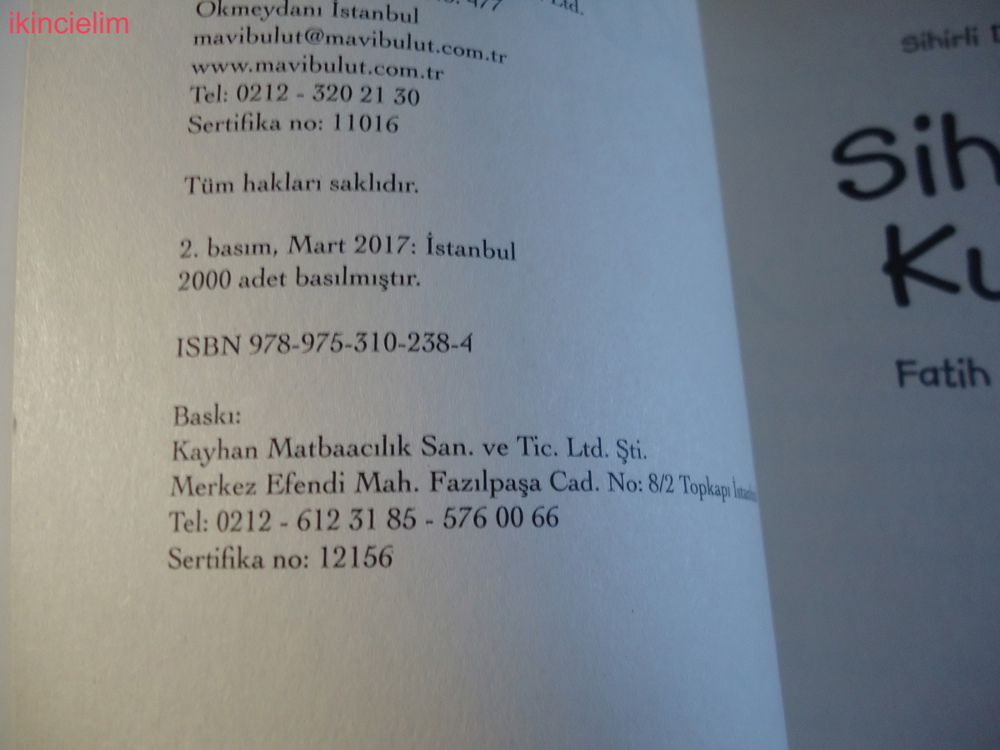 ikincielim
Ltd.
Okmeydanı İstanbul
mavibulut@mavibulut.com.tr
www.mavibulut.com.tr
Tel: 0212 - 320 21 30
Sertifika no: 11016
Tüm hakları saklıdır.
2. basım, Mart 2017: İstanbul
2000 adet basılmıştır.
ISBN 978-975-310-238-4
Baskı:
Kayhan Matbaacılık San. ve Tic. Ltd. Şti.
Merkez Efendi Mah. Fazılpaşa Cad. No: 8/2 Topkapı İstanbul
Tel: 0212 - 612 31 85 - 576 00 66
Sertifika no: 12156
Sihirli
Sih
Ku
Fatih